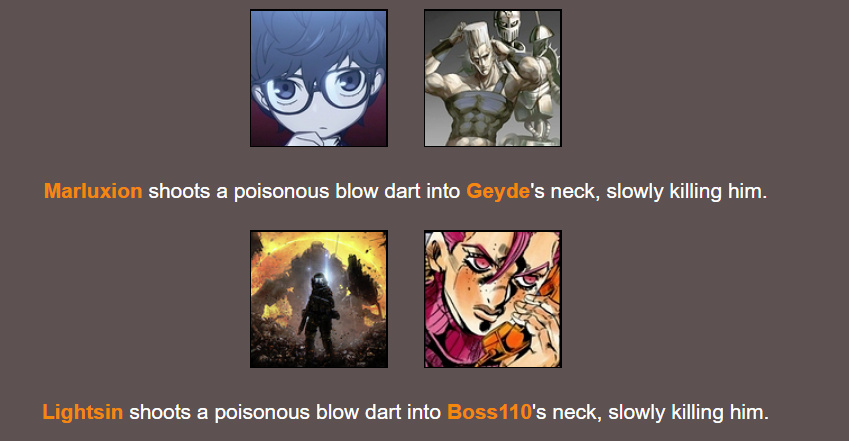 Marluxion shoots a poisonous blow dart into Geyde's neck, slowly killing him.
Lightsin shoots a poisonous blow dart into Boss110's neck, slowly killing him.